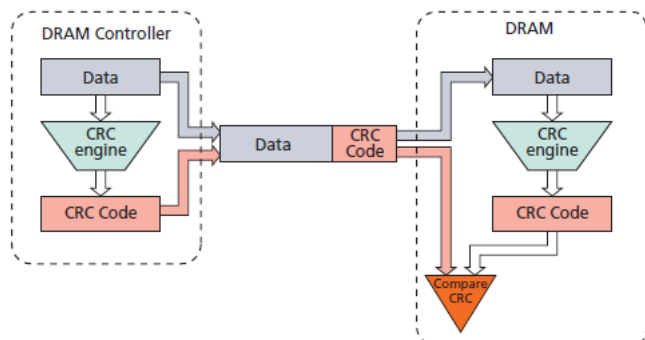 DRAM Controller
Data
CRC
engine
CRC Code
Data
CRC
Code
DRAM
Data
CRC
engine
CRC Code
Compare
CRC